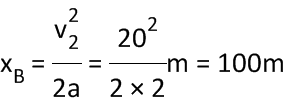 x_B = v_2^2 / 2a = 20^2 / 2 × 2 m = 100m